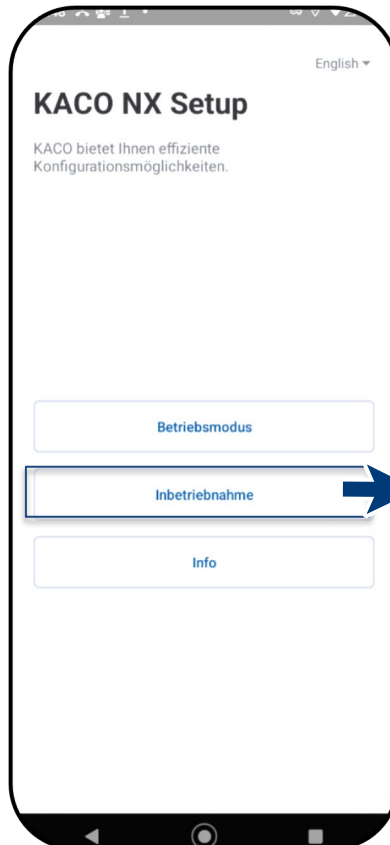 English
KACO NX Setup
KACO bietet Ihnen effiziente
Konfigurationsmöglichkeiten.
Betriebsmodus
Inbetriebnahme
Info